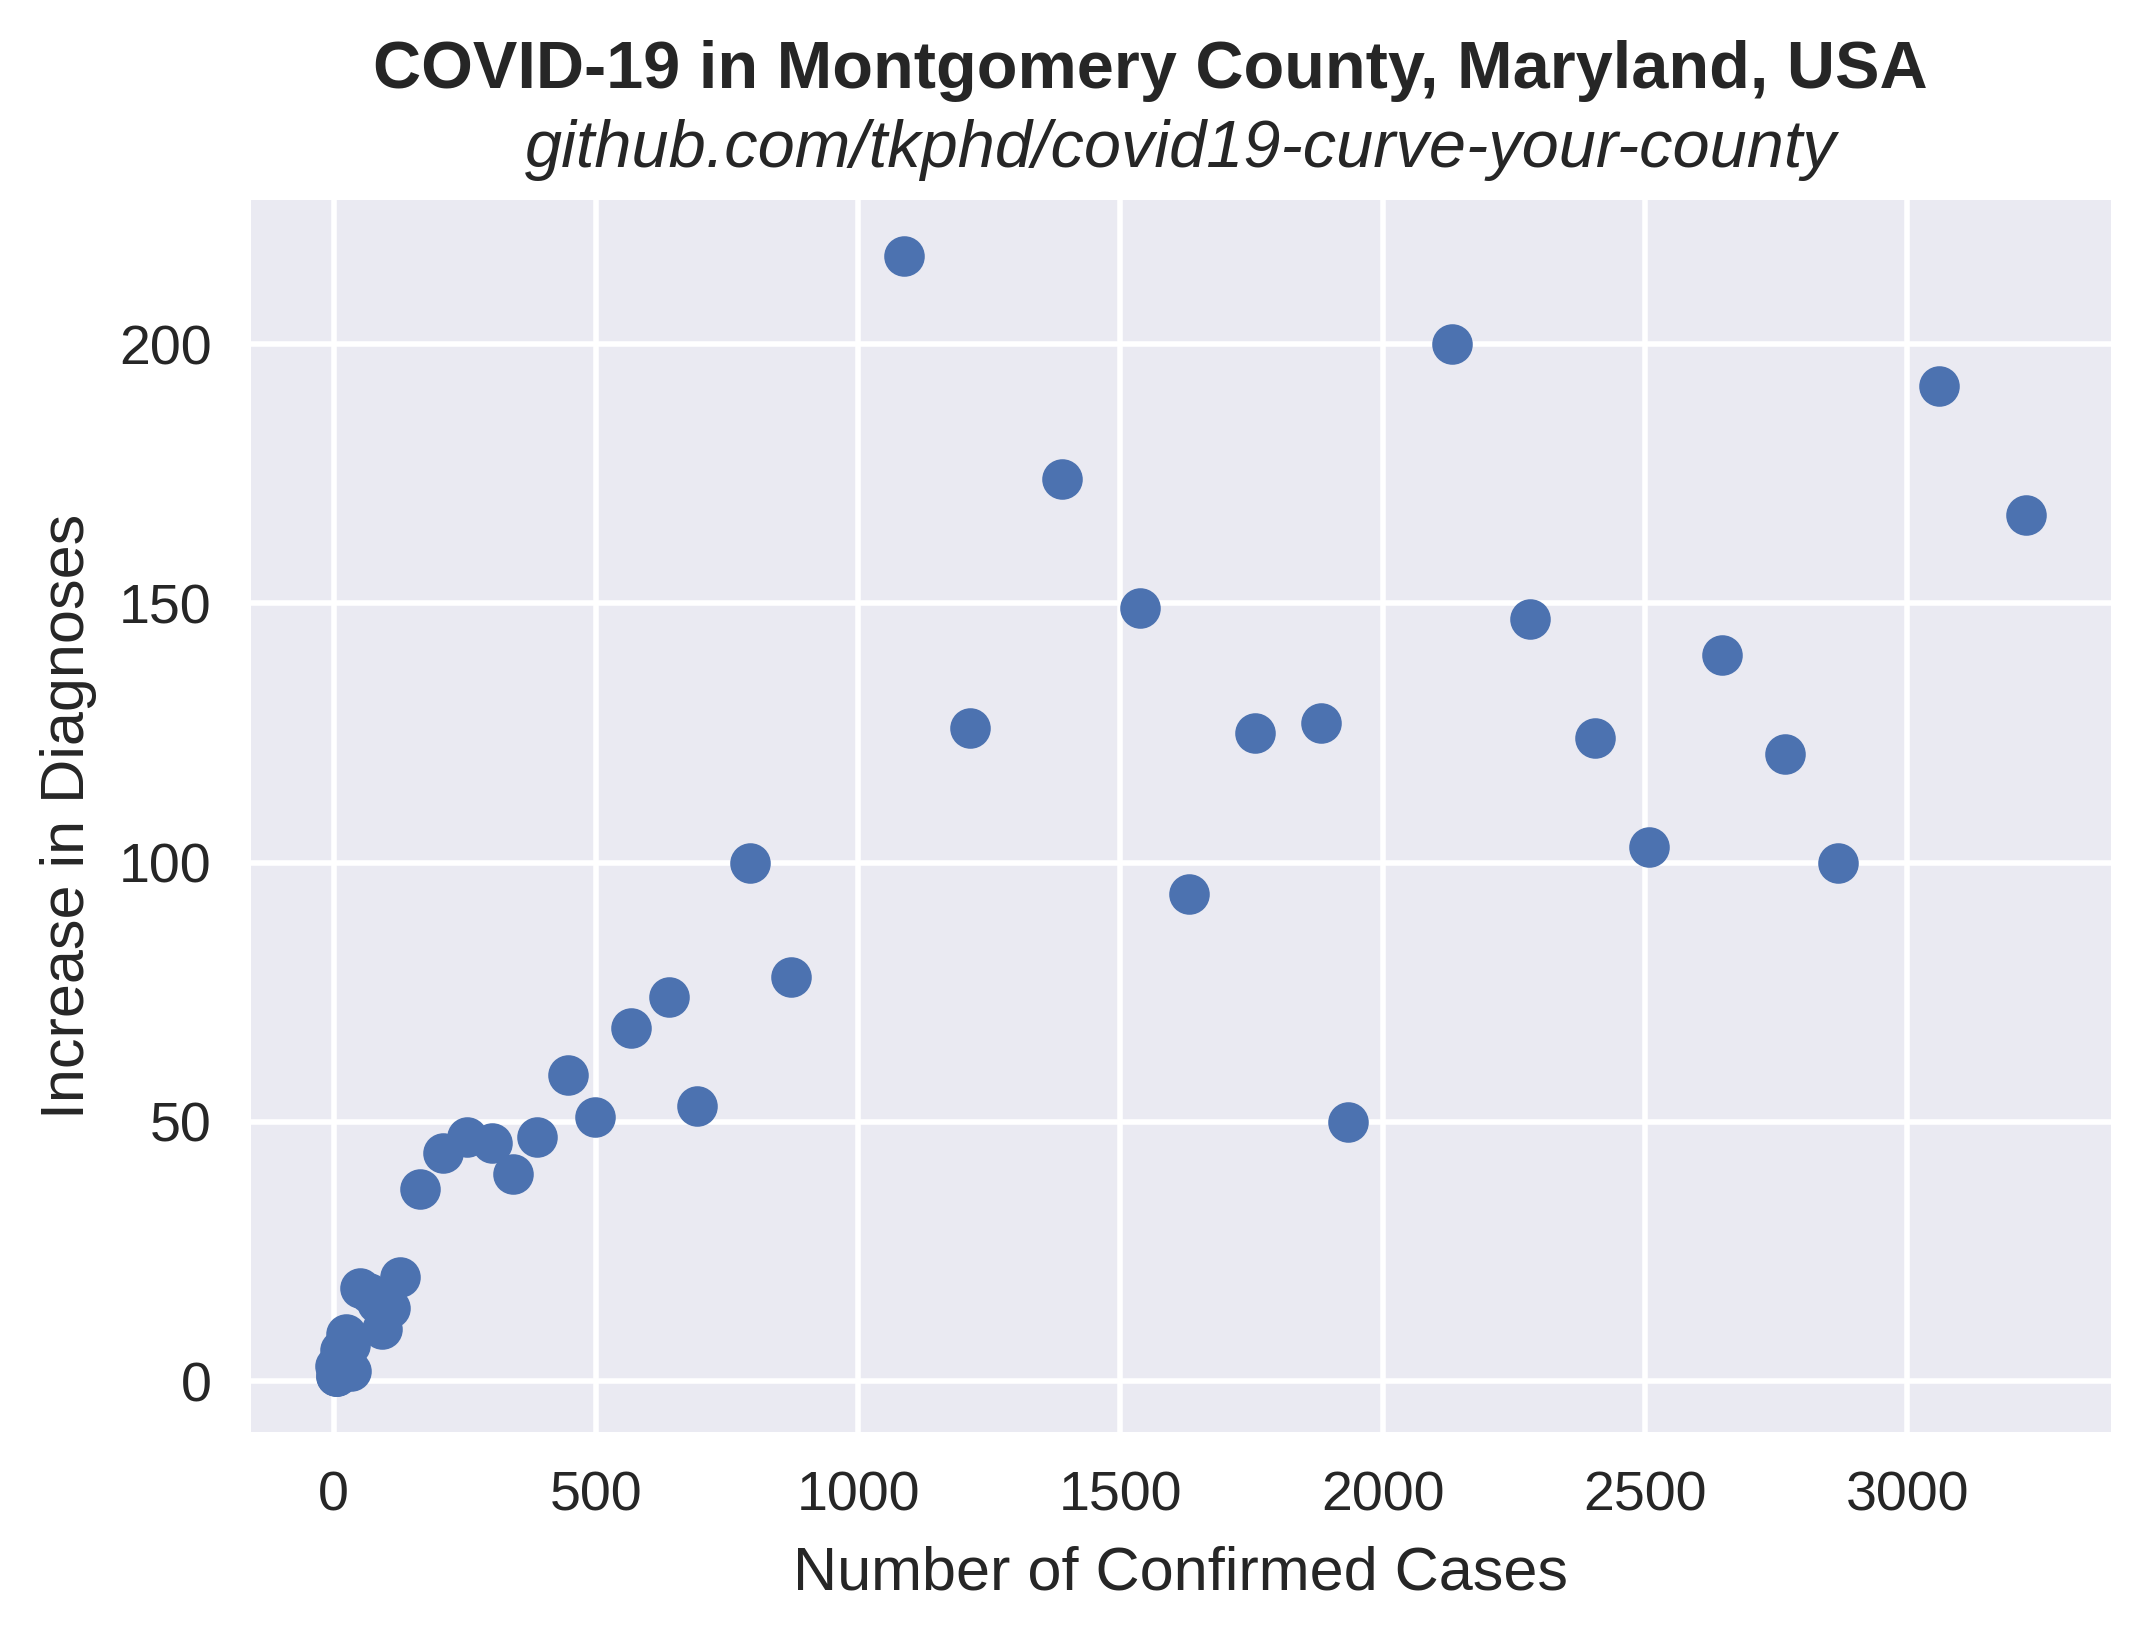 COVID-19 in Montgomery County, Maryland, USA
github.com/tkphd/covid19-curve-your-county
200
150
100
50
0
Increase in Diagnoses
0 500 1000 1500 2000 2500 3000
Number of Confirmed Cases